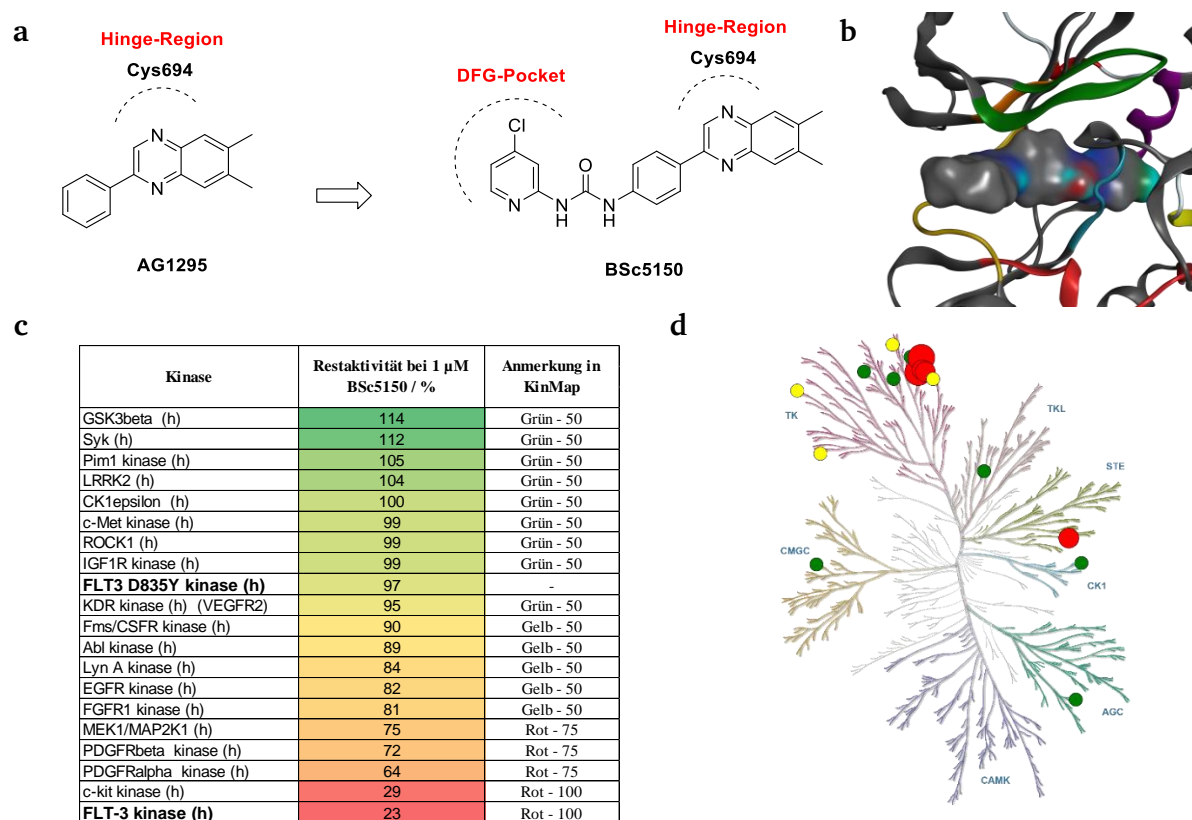 a
Hinge-Region
Cys694
N
N
AG1295
Hinge-Region
Cys694
DFG-Pocket
Cl
N
N
H
O
N
H
N
N
BSc5150
b
c
Kinase Restaktivität bei 1 µM BSc5150 / % Anmerkung in KinMap
GSK3beta (h) 114 Grün - 50
Syk (h) 112 Grün - 50
Pim1 kinase (h) 105 Grün - 50
LRRK2 (h) 104 Grün - 50
CK1epsilon (h) 100 Grün - 50
c-Met kinase (h) 99 Grün - 50
ROCK1 (h) 99 Grün - 50
IGF1R kinase (h) 99 Grün - 50
FLT3 D835Y kinase (h) 97 -
KDR kinase (h) (VEGFR2) 95 Grün - 50
Fms/CSFR kinase (h) 90 Gelb - 50
Abl kinase (h) 89 Gelb - 50
Lyn A kinase (h) 84 Gelb - 50
EGFR kinase (h) 82 Gelb - 50
FGFR1 kinase (h) 81 Gelb - 50
MEK1/MAP2K1 (h) 75 Rot - 75
PDGFRbeta kinase (h) 72 Rot - 75
PDGFRalpha kinase (h) 64 Rot - 75
c-kit kinase (h) 29 Rot - 100
FLT-3 kinase (h) 23 Rot - 100
d
TK
TKL
STE
CMGC
CK1
AGC
CAMK